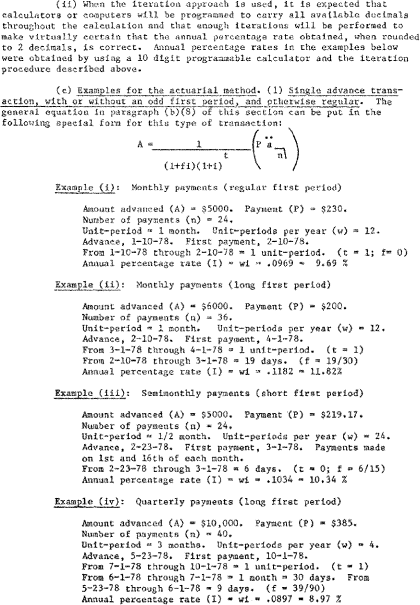 (ii) When the iteration approach is used, it is expected that
calculators or computers will be programmed to carry all available decimals
throughout the calculation and that enough iterations will be performed to
make virtually certain that the annual percentage rate obtained, when rounded
to 2 decimals, is correct. Annual percentage rates in the examples below
were obtained by using a 10 digit programmable calculator and the iteration
procedure described above.
(c) Examples for the actuarial method. (1) Single advance trans-
action, with or without an odd first period, and ptherwise regular. The
general equation in paragraph (b)(8) of this section can be put in the
following special form for this type of transaction:
A = 1 / (1+fi)(1+i)^t (P ä_n⌉)
Example (i): Monthly payments (regular first period)
Amount advanced (A) = $5000. Payment (P) = $230.
Number of payments (n) = 24.
Unit-period = 1 month. Unit-periods per year (w) = 12.
Advance, 1-10-78. First payment, 2-10-78.
From 1-10-78 through 2-10-78 = 1 unit-period. (t = 1; f= 0)
Annual percentage rate (I) = wi = .0969 = 9.69 %
Example (ii): Monthly payments (long first period)
Amount advanced (A) = $6000. Payment (P) = $200.
Number of payments (n) = 36.
Unit-period = 1 month. Unit-periods per year (w) = 12.
Advance, 2-10-78. First payment, 4-1-78.
From 3-1-78 through 4-1-78 = 1 unit-period. (t = 1)
From 2-10-78 through 3-1-78 = 19 days. (f = 19/30)
Annual percentage rate (I) = wi = .1182 = 11.82%
Example (iii): Semimonthly payments (short first period)
Amount advanced (A) = $5000. Payment (P) = $219.17.
Number of payments (n) = 24.
Unit-period = 1/2 month. Unit-periods per year (w) = 24.
Advance, 2-23-78. First payment, 3-1-78. Payments made
on 1st and 16th of each month.
From 2-23-78 through 3-1-78 = 6 days. (t = 0; f = 6/15)
Annual percentage rate (I) = wi = .1034 = 10.34 %
Example (iv): Quarterly payments (long first period)
Amount advanced (A) = $10,000. Payment (P) = $385.
Number of payments (n) = 40.
Unit-period = 3 months. Unit-periods per year (w) = 4.
Advance, 5-23-78. First payment, 10-1-78.
From 7-1-78 through 10-1-78 = 1 unit-period. (t = 1)
From 6-1-78 through 7-1-78 = 1 month = 30 days. From
5-23-78 through 6-1-78 = 9 days. (f = 39/90)
Annual percentage rate (I) = wi = .0897 = 8.97 %